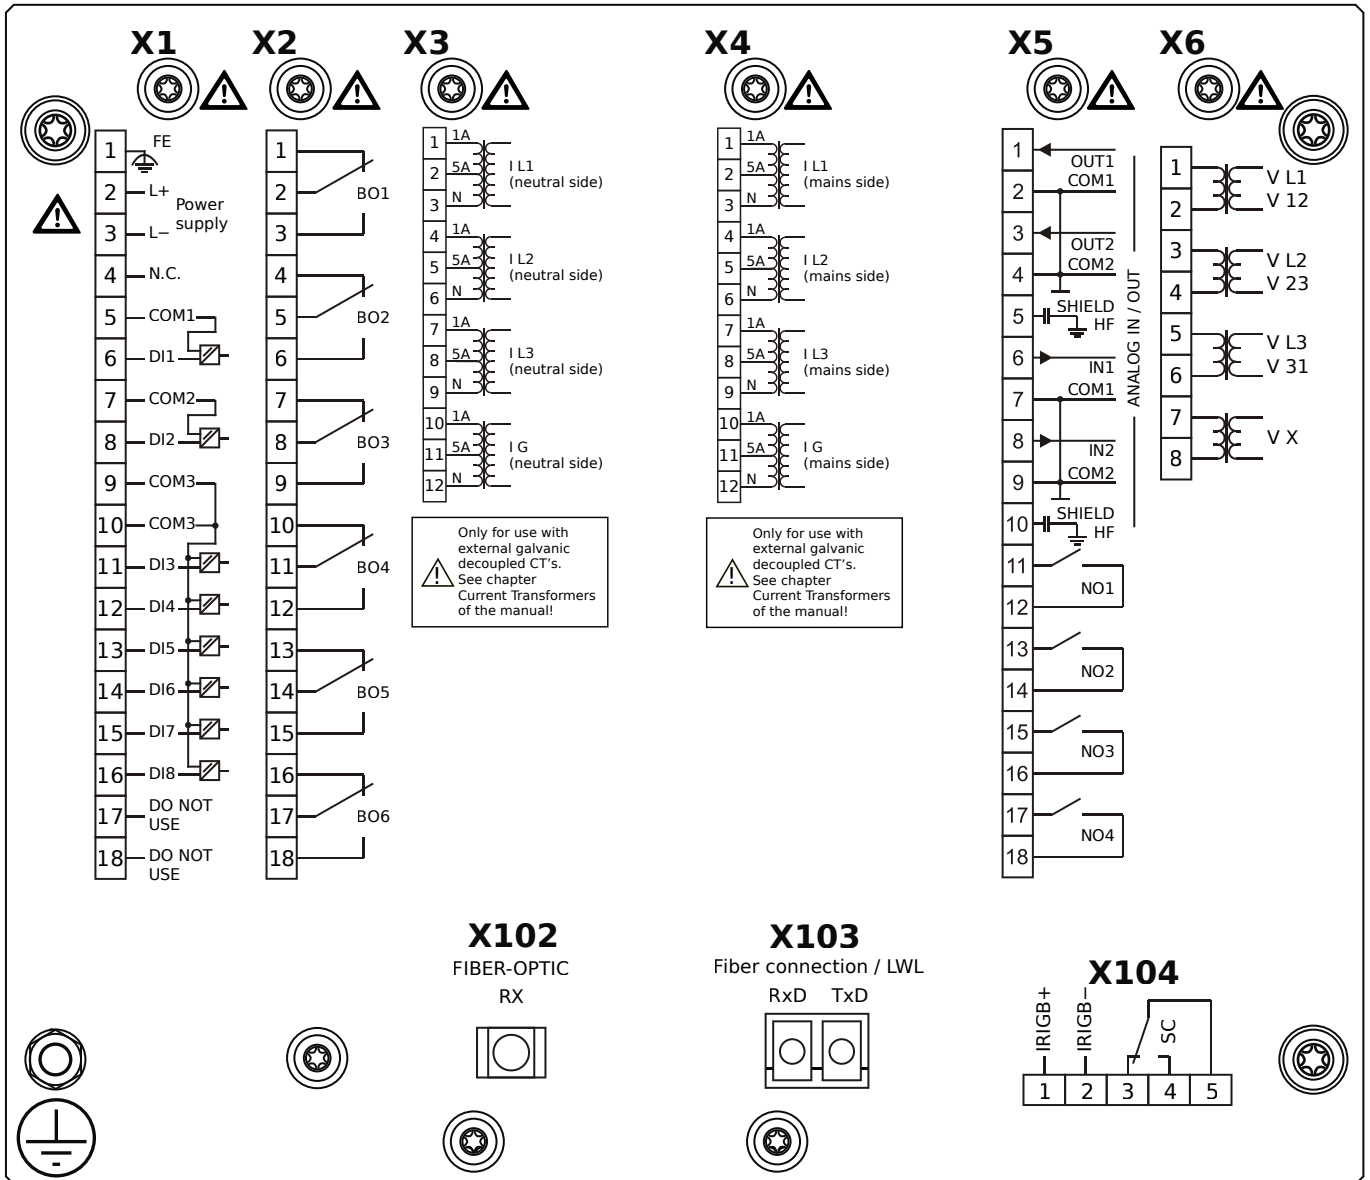 X1
1
FE
2
L+
Power
supply
3
L−
4
N.C.
5
COM1
6
DI1
7
COM2
8
DI2
9
COM3
10
COM3
11
DI3
12
DI4
13
DI5
14
DI6
15
DI7
16
DI8
17
DO NOT
USE
18
DO NOT
USE
X2
1
2
BO1
3
4
5
BO2
6
7
8
BO3
9
10
11
BO4
12
13
14
BO5
15
16
17
BO6
18
X3
1
1A
2
5A
I L1
(neutral side)
3
N
4
1A
5
5A
I L2
(neutral side)
6
N
7
1A
8
5A
I L3
(neutral side)
9
N
10
1A
11
5A
I G
(neutral side)
12
N
Only for use with
external galvanic
decoupled CT's.
See chapter
Current Transformers
of the manual!
X4
1
1A
2
5A
I L1
(mains side)
3
N
4
1A
5
5A
I L2
(mains side)
6
N
7
1A
8
5A
I L3
(mains side)
9
N
10
1A
11
5A
I G
(mains side)
12
N
Only for use with
external galvanic
decoupled CT's.
See chapter
Current Transformers
of the manual!
X5
1
OUT1
2
COM1
3
OUT2
4
COM2
5
SHIELD
HF
6
IN1
7
COM1
8
IN2
9
COM2
10
SHIELD
HF
ANALOG IN / OUT
11
NO1
12
13
NO2
14
15
NO3
16
17
NO4
18
X6
1
V L1
2
V 12
3
V L2
4
V 23
5
V L3
6
V 31
7
V X
8
X102
FIBER-OPTIC
RX
X103
Fiber connection / LWL
RxD TxD
X104
IRIGB+
IRIGB−
SC
1 2 3 4 5